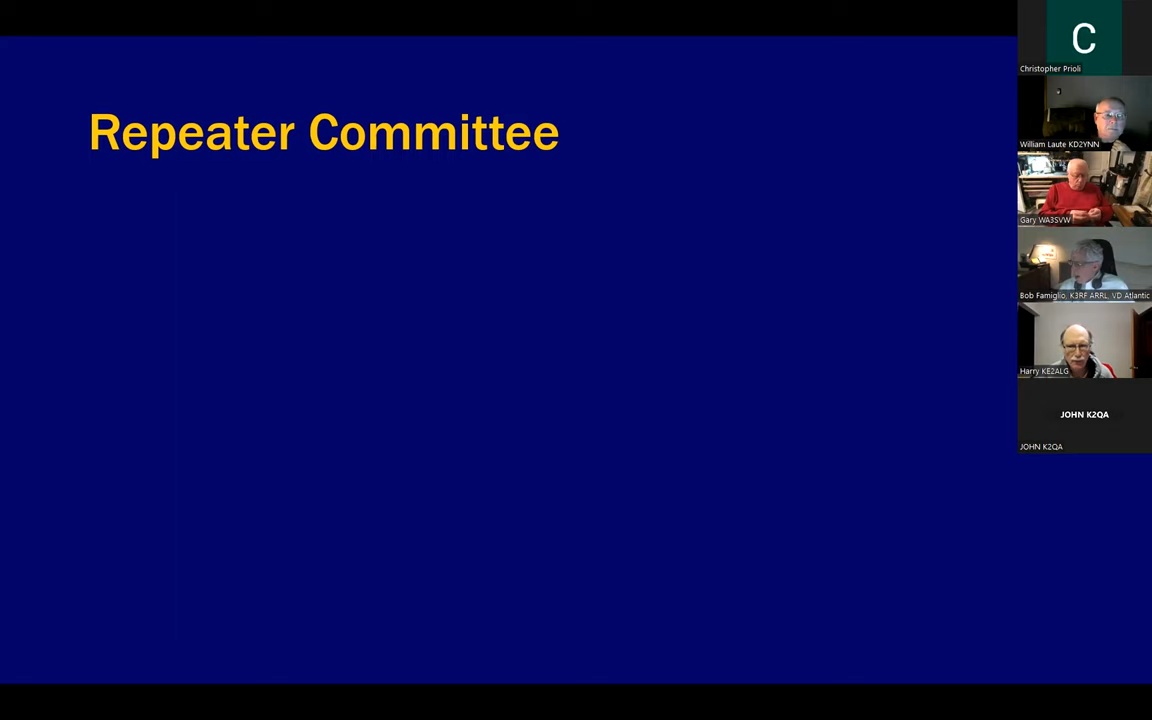 Repeater Committee
C
Christopher Prioli
William Laute KD2YNN
Gary WA3SVW
Bob Famiglio, K3RF ARRL, VD Atlantic
Harry KE2ALG
JOHN K2QA
JOHN K2QA